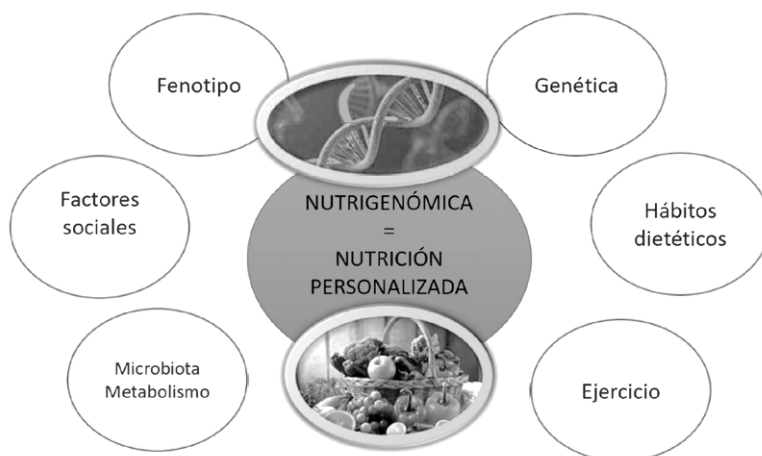 Fenotipo
Genética
Factores
sociales
NUTRIGENÓMICA
=
NUTRICIÓN
PERSONALIZADA
Hábitos
dietéticos
Microbiota
Metabolismo
Ejercicio